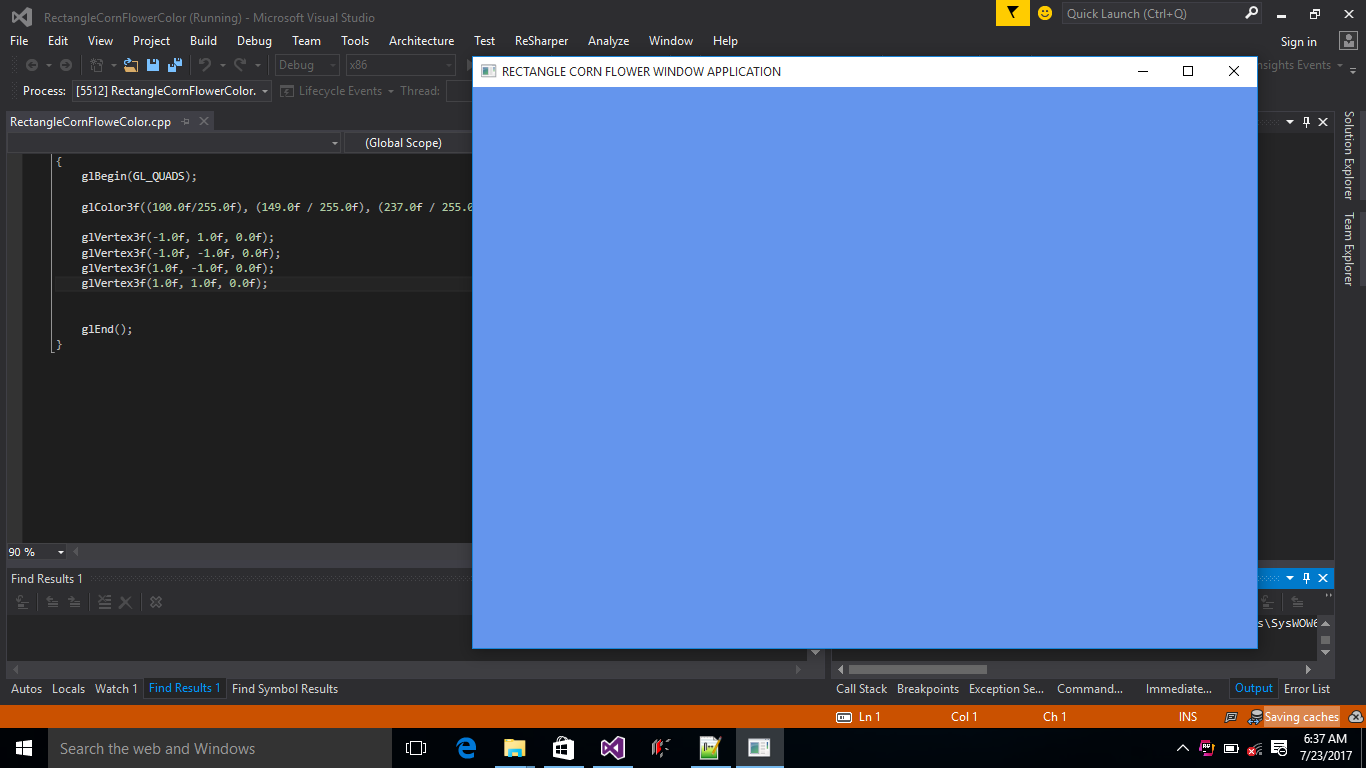 RectangleCornFlowerColor (Running) - Microsoft Visual Studio
Quick Launch (Ctrl+Q)
File Edit View Project Build Debug Team Tools Architecture Test ReSharper Analyze Window Help
Sign in
Debug x86
RECTANGLE CORN FLOWER WINDOW APPLICATION
nsights Events
Process: [5512] RectangleCornFlowerColor. Lifecycle Events Thread:
RectangleCornFloweColor.cpp
(Global Scope)
{
glBegin(GL_QUADS);
glColor3f((100.0f/255.0f), (149.0f / 255.0f), (237.0f / 255.0
glVertex3f(-1.0f, 1.0f, 0.0f);
glVertex3f(-1.0f, -1.0f, 0.0f);
glVertex3f(1.0f, -1.0f, 0.0f);
glVertex3f(1.0f, 1.0f, 0.0f);
glEnd();
}
Solution Explorer
Team Explorer
90 %
Find Results 1
s\SysWOW6
Autos Locals Watch 1 Find Results 1 Find Symbol Results
Call Stack Breakpoints Exception Se... Command... Immediate... Output Error List
Ln 1 Col 1 Ch 1 INS Saving caches
Search the web and Windows
6:37 AM
7/23/2017